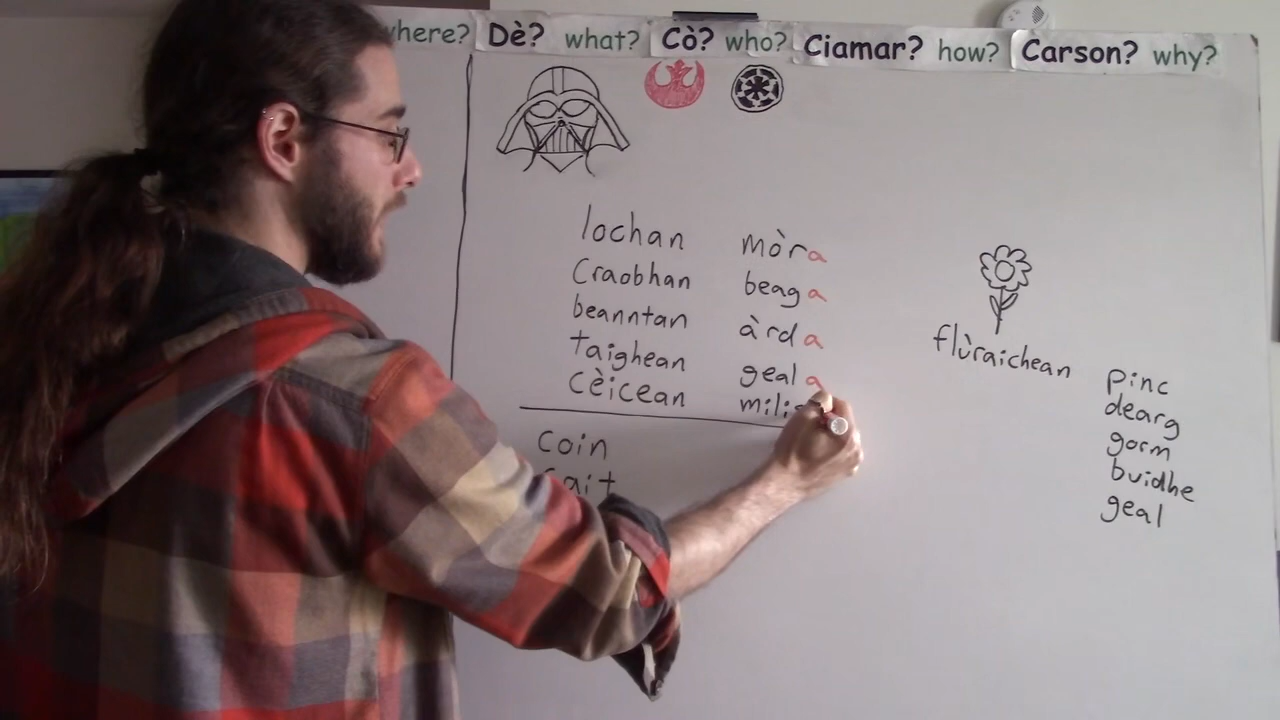 where? Dè? what? Cò? who? Ciamar? how? Carson? why?
lochan mòra
Craobhan beaga
beanntan àrda
taighean geala
Cèicean
Coin
flùraichean
pinc
dearg
gorm
buidhe
geal